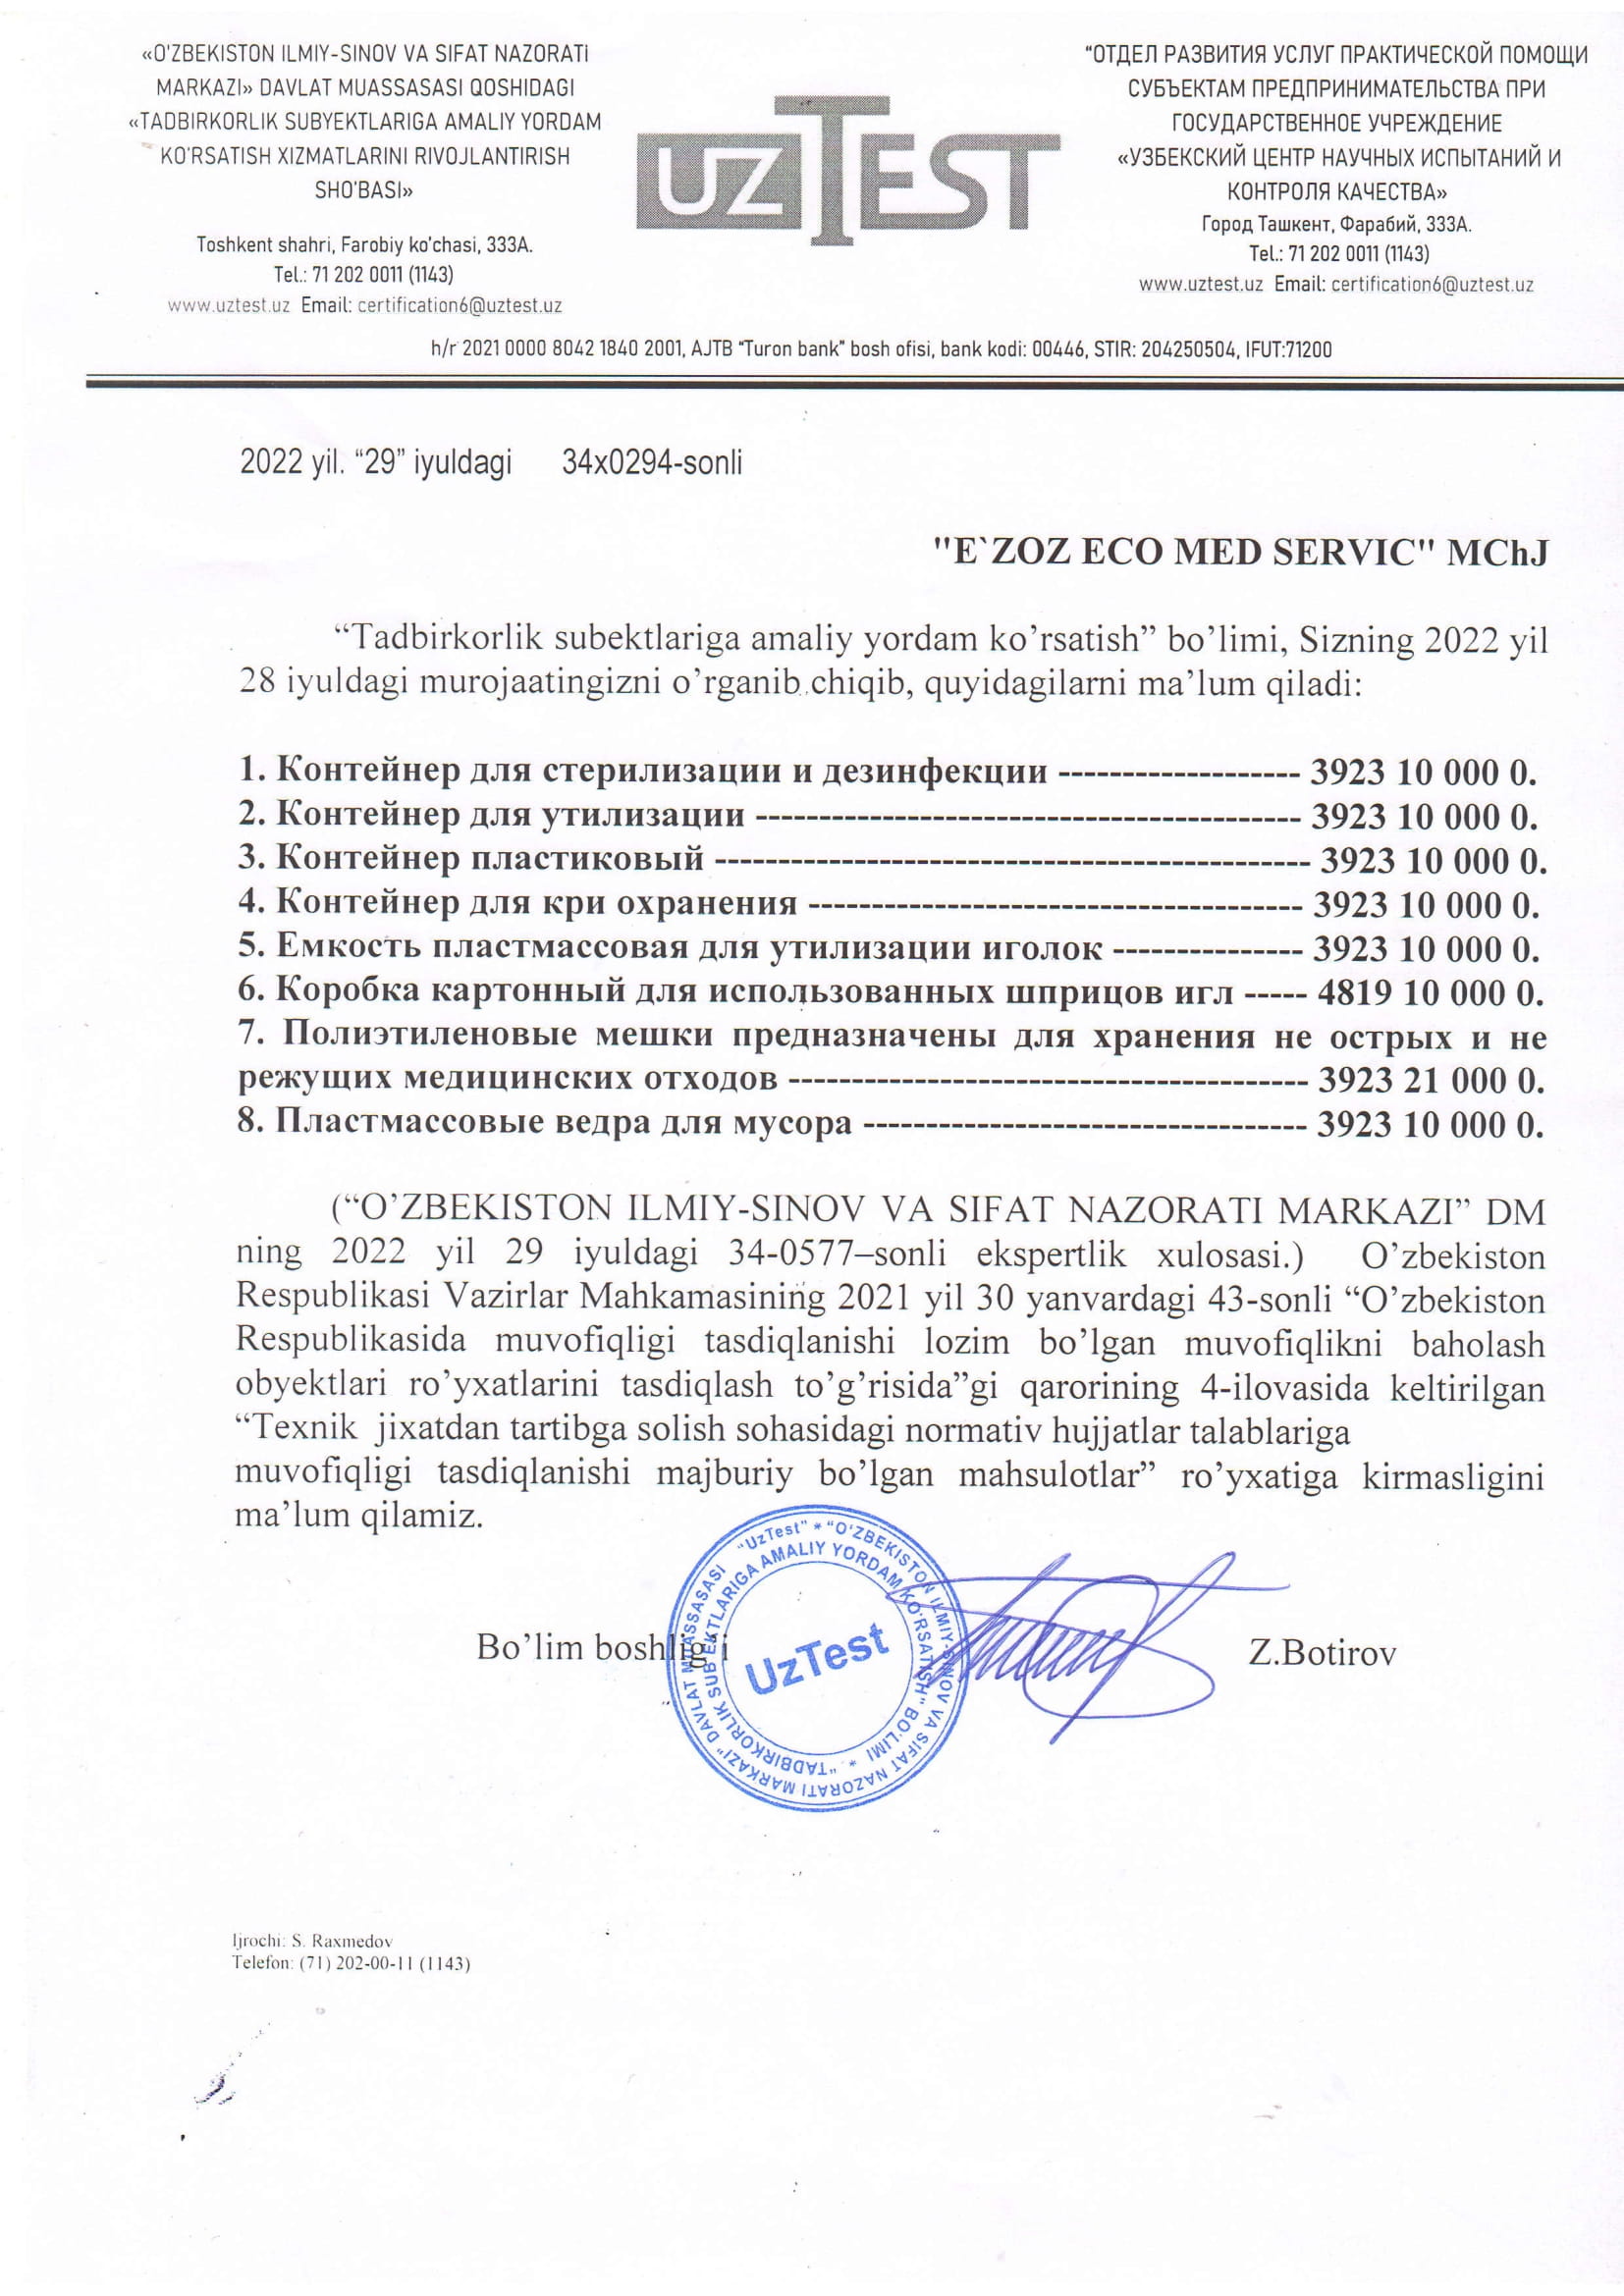 «O'ZBEKISTON ILMIY-SINOV VA SIFAT NAZORATI
MARKAZI» DAVLAT MUASSASASI QOSHIDAGI
«TADBIRKORLIK SUBYEKTLARIGA AMALIY YORDAM
KO'RSATISH XIZMATLARINI RIVOJLANTIRISH
SHO'BASI»
Toshkent shahri, Farobiy ko'chasi, 333A.
Tel.: 71 202 0011 (1143)
www.uztest.uz Email: certification6@uztest.uz
UZTEST
"ОТДЕЛ РАЗВИТИЯ УСЛУГ ПРАКТИЧЕСКОЙ ПОМОЩИ
СУБЪЕКТАМ ПРЕДПРИНИМАТЕЛЬСТВА ПРИ
ГОСУДАРСТВЕННОЕ УЧРЕЖДЕНИЕ
«УЗБЕКСКИЙ ЦЕНТР НАУЧНЫХ ИСПЫТАНИЙ И
КОНТРОЛЯ КАЧЕСТВА»
Город Ташкент, Фарабий, 333А.
Tel.: 71 202 0011 (1143)
www.uztest.uz Email: certification6@uztest.uz
h/r 2021 0000 8042 1840 2001, AJTB "Turon bank" bosh ofisi, bank kodi: 00446, STIR: 204250504, IFUT:71200
2022 yil. "29" iyuldagi 34x0294-sonli
"E`ZOZ ECO MED SERVIC" MChJ
"Tadbirkorlik subektlariga amaliy yordam ko'rsatish" bo'limi, Sizning 2022 yil
28 iyuldagi murojaatingizni o'rganib chiqib, quyidagilarni ma'lum qiladi:
1. Контейнер для стерилизации и дезинфекции ------------------- 3923 10 000 0.
2. Контейнер для утилизации ------------------------------------------- 3923 10 000 0.
3. Контейнер пластиковый ----------------------------------------------- 3923 10 000 0.
4. Контейнер для кри охранения --------------------------------------- 3923 10 000 0.
5. Емкость пластмассовая для утилизации иголок --------------- 3923 10 000 0.
6. Коробка картонный для использованных шприцов игл ----- 4819 10 000 0.
7. Полиэтиленовые мешки предназначены для хранения не острых и не
режущих медицинских отходов ----------------------------------------- 3923 21 000 0.
8. Пластмассовые ведра для мусора ----------------------------------- 3923 10 000 0.
("O'ZBEKISTON ILMIY-SINOV VA SIFAT NAZORATI MARKAZI" DM
ning 2022 yil 29 iyuldagi 34-0577–sonli ekspertlik xulosasi.) O'zbekiston
Respublikasi Vazirlar Mahkamasining 2021 yil 30 yanvardagi 43-sonli "O'zbekiston
Respublikasida muvofiqligi tasdiqlanishi lozim bo'lgan muvofiqlikni baholash
obyektlari ro'yxatlarini tasdiqlash to'g'risida"gi qarorining 4-ilovasida keltirilgan
"Texnik jixatdan tartibga solish sohasidagi normativ hujjatlar talablariga
muvofiqligi tasdiqlanishi majburiy bo'lgan mahsulotlar" ro'yxatiga kirmasligini
ma'lum qilamiz.
Bo'lim boshlig'i
Z.Botirov
"UzTest" * "O'ZBEKISTON ILMIY-SINOV VA SIFAT NAZORATI MARKAZI" DAVLAT MUASSASASI
"TADBIRKORLIK SUB'EKTLARIGA AMALIY YORDAM KO'RSATISH" BO'LIMI *
UzTest
Ijrochi: S. Raxmedov
Telefon: (71) 202-00-11 (1143)